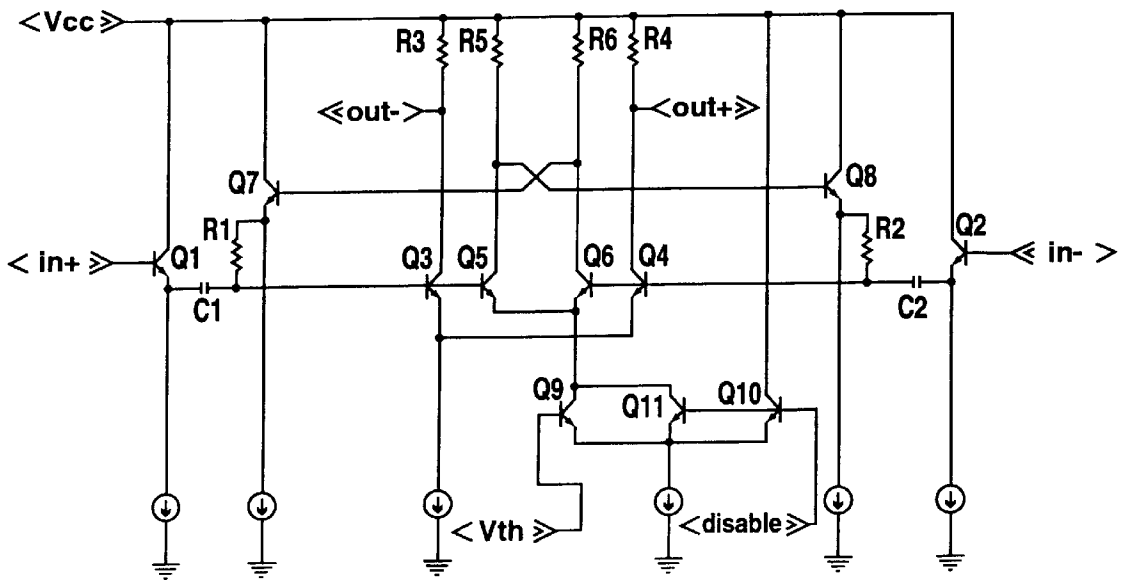 < Vcc >>
R3 R5 R6 R4
<< out- >
< out+ >>
Q7
Q8
R1
R2
Q2
< in+ >>
Q1
Q3 Q5 Q6 Q4
<< in- >
C1
C2
Q9
Q11
Q10
< Vth >>
< disable >>